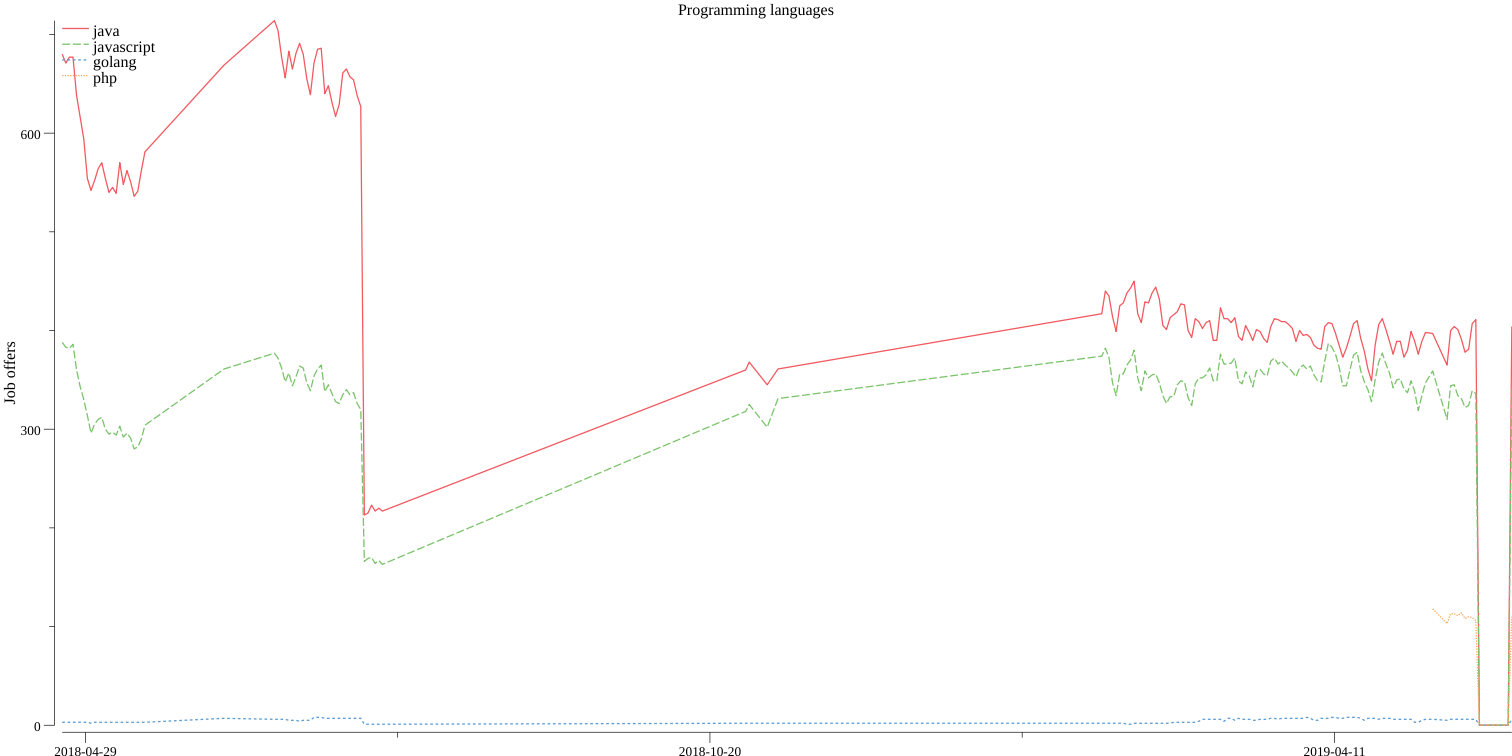 Programming languages
java
javascript
golang
php
600
300
0
Job offers
2018-04-29
2018-10-20
2019-04-11